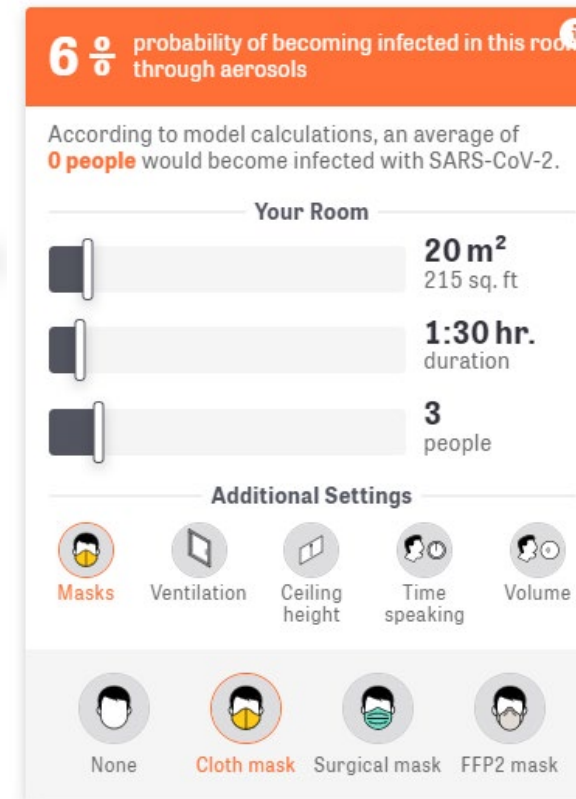 6 % probability of becoming infected in this room
through aerosols
According to model calculations, an average of
0 people would become infected with SARS-CoV-2.
Your Room
20 m²
215 sq. ft
1:30 hr.
duration
3
people
Additional Settings
Masks Ventilation Ceiling height Time speaking Volume
None Cloth mask Surgical mask FFP2 mask